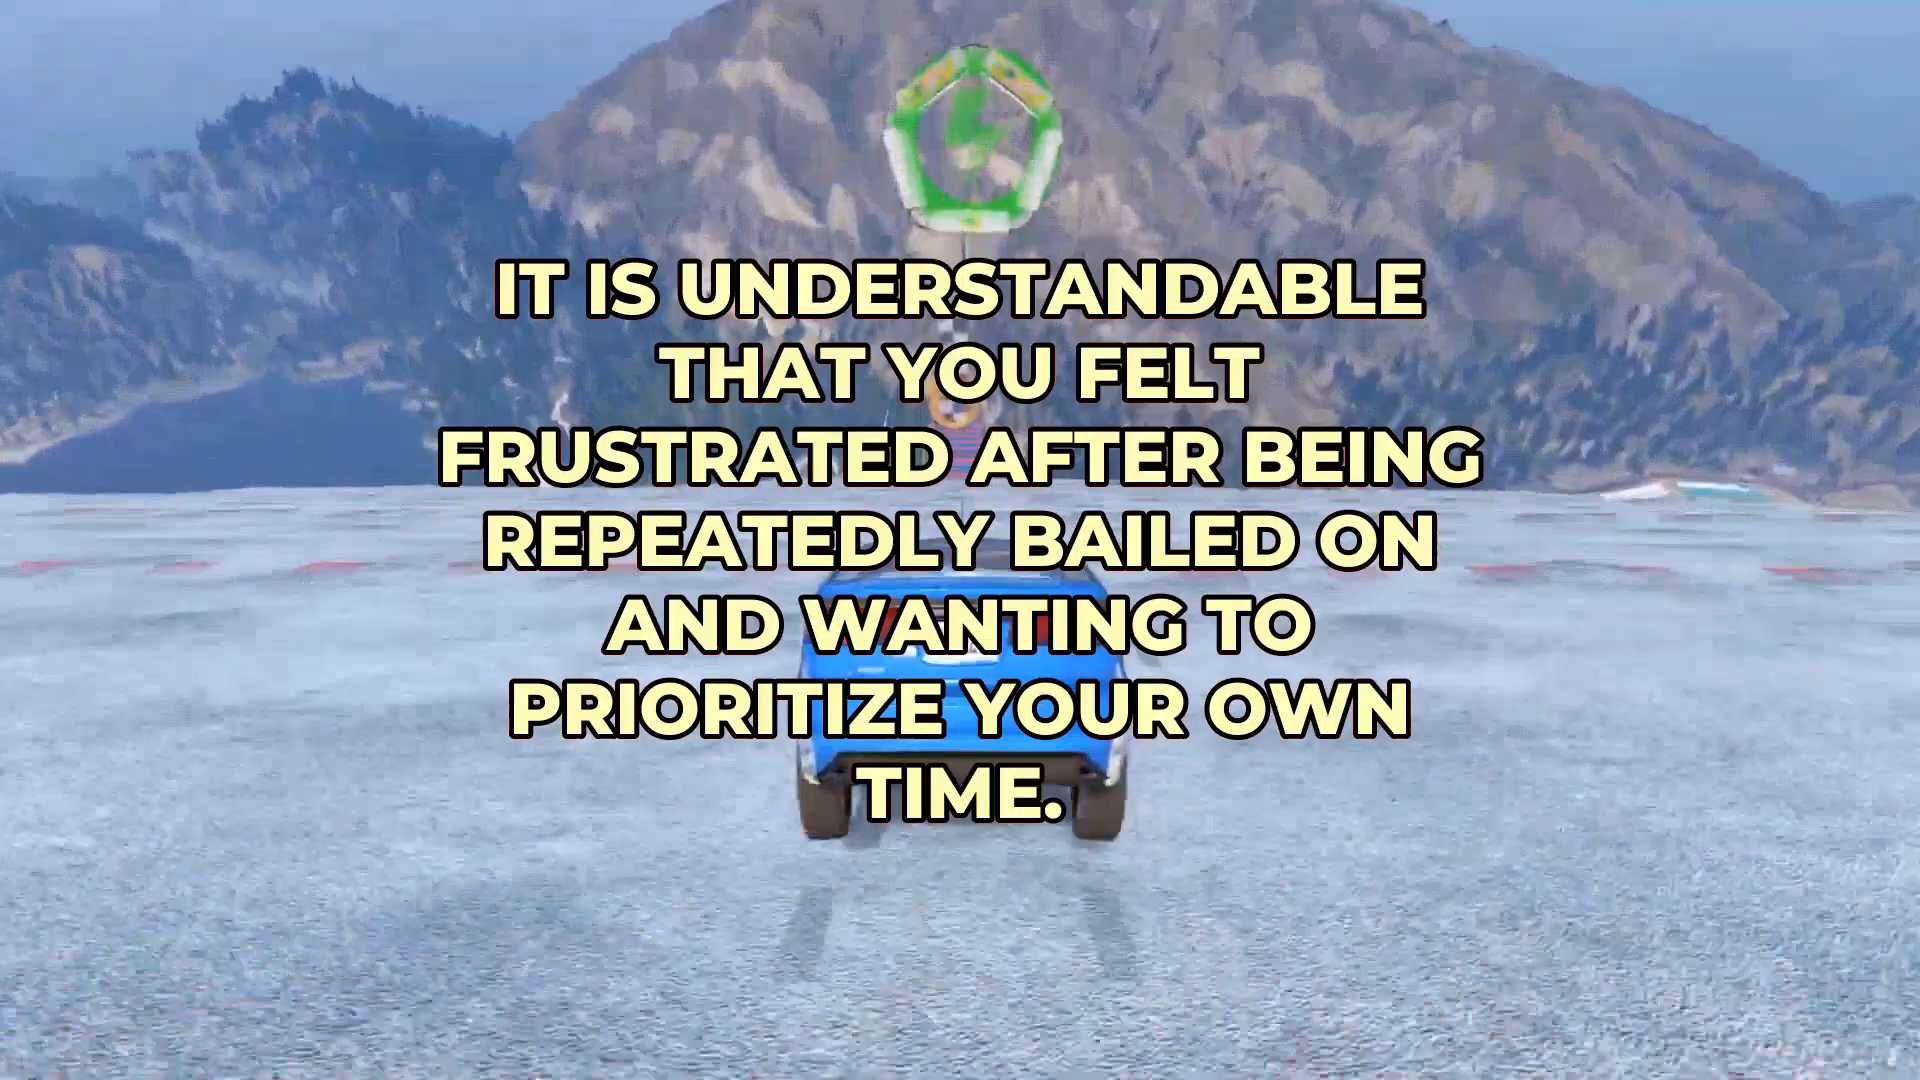 IT IS UNDERSTANDABLE
THAT YOU FELT
FRUSTRATED AFTER BEING
REPEATEDLY BAILED ON
AND WANTING TO
PRIORITIZE YOUR OWN
TIME.